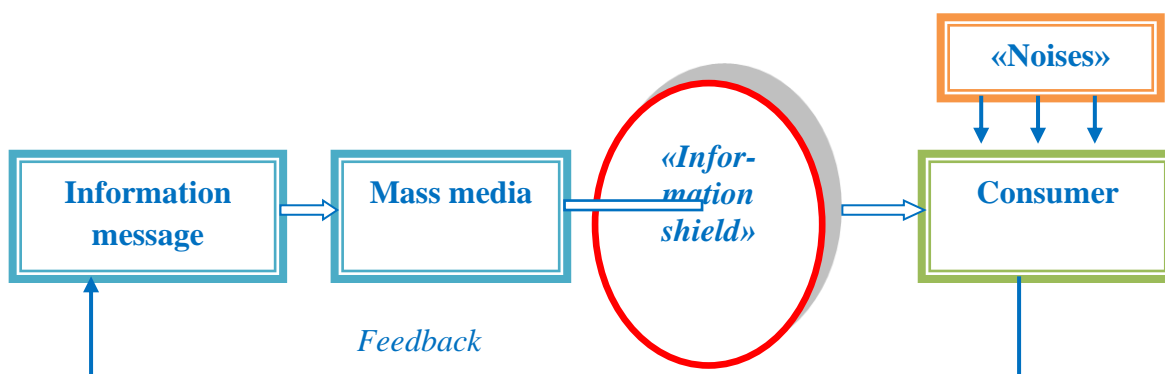 «Noises»
Information
message
Mass media
«Infor-
mation
shield»
Consumer
Feedback